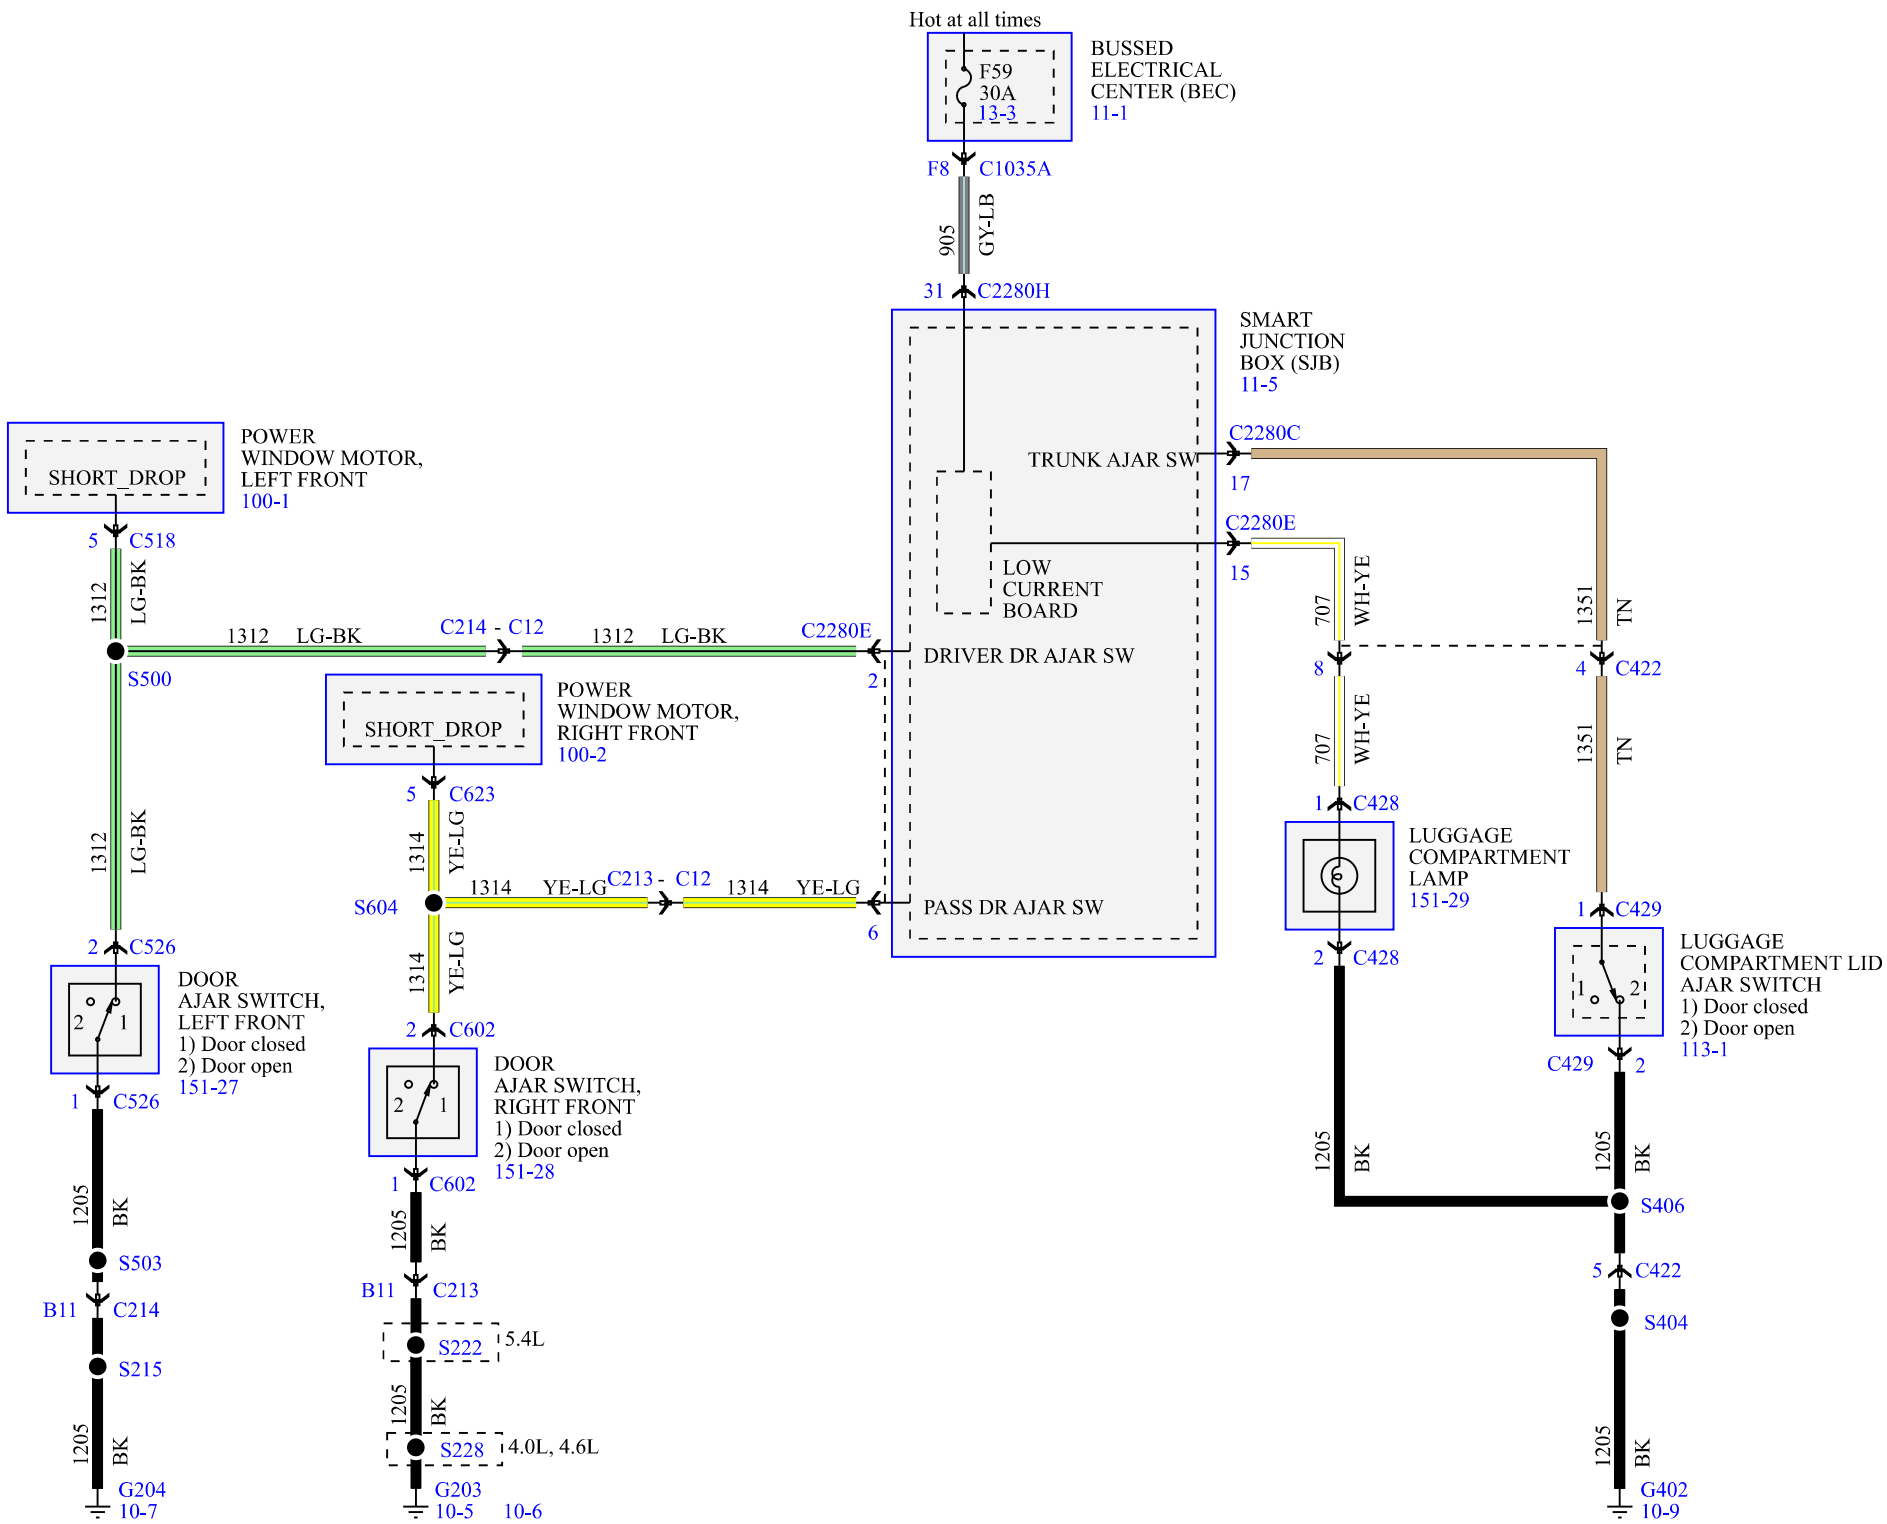 Hot at all times
F59
30A
13-3
BUSSED
ELECTRICAL
CENTER (BEC)
11-1
F8 C1035A
905 GY-LB
31 C2280H
SMART
JUNCTION
BOX (SJB)
11-5
TRUNK AJAR SW
C2280C
17
C2280E
15
LOW
CURRENT
BOARD
SHORT_DROP
POWER
WINDOW MOTOR,
LEFT FRONT
100-1
5 C518
1312 LG-BK
S500
1312 LG-BK
C214 - C12
1312 LG-BK
C2280E
2
DRIVER DR AJAR SW
SHORT_DROP
POWER
WINDOW MOTOR,
RIGHT FRONT
100-2
5 C623
1314 YE-LG
S604
1314 YE-LG
C213 - C12
1314 YE-LG
6
PASS DR AJAR SW
707 WH-YE
1351 TN
8
4 C422
707 WH-YE
1351 TN
1 C428
LUGGAGE
COMPARTMENT
LAMP
151-29
2 C428
1 C429
1 2
LUGGAGE
COMPARTMENT LID
AJAR SWITCH
1) Door closed
2) Door open
113-1
C429 2
1205 BK
1205 BK
S406
5 C422
S404
1205 BK
G402
10-9
1312 LG-BK
2 C526
2 1
DOOR
AJAR SWITCH,
LEFT FRONT
1) Door closed
2) Door open
151-27
1 C526
1205 BK
S503
B11 C214
S215
1205 BK
G204
10-7
1314 YE-LG
2 C602
2 1
DOOR
AJAR SWITCH,
RIGHT FRONT
1) Door closed
2) Door open
151-28
1 C602
1205 BK
B11 C213
S222 5.4L
1205 BK
S228 4.0L, 4.6L
G203
10-5 10-6